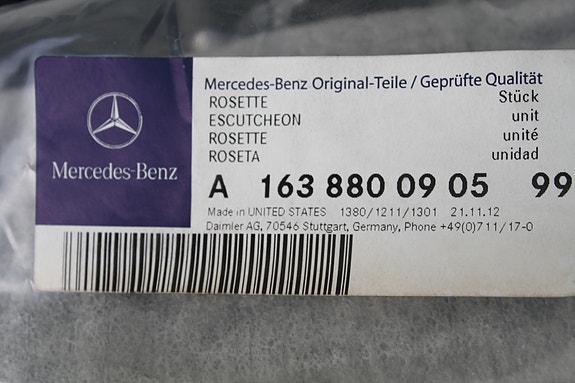 Mercedes-Benz
Mercedes-Benz Original-Teile / Geprüfte Qualität
ROSETTE Stück
ESCUTCHEON unit
ROSETTE unité
ROSETA unidad
A 163 880 09 05 99
Made in UNITED STATES 1380/1211/1301 21.11.12
Daimler AG, 70546 Stuttgart, Germany, Phone +49(0)711/17-0